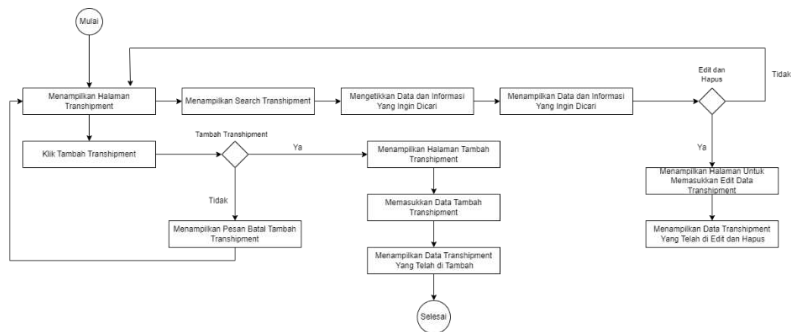 Mulai
Edit dan
Hapus
Tidak
Menampilkan Halaman
Transhipment
Menampilkan Search Transhipment
Mengetikkan Data dan Informasi
Yang Ingin Dicari
Menampilkan Data dan Informasi
Yang Ingin Dicari
Tambah Transhipment
Klik Tambah Transhipment
Ya
Menampilkan Halaman Tambah
Transhipment
Ya
Menampilkan Halaman Untuk
Memasukkan Edit Data
Transhipment
Tidak
Memasukkan Data Tambah
Transhipment
Menampilkan Pesan Batal Tambah
Transhipment
Menampilkan Data Transhipment
Yang Telah di Edit dan Hapus
Menampilkan Data Transhipment
Yang Telah di Tambah
Selesai